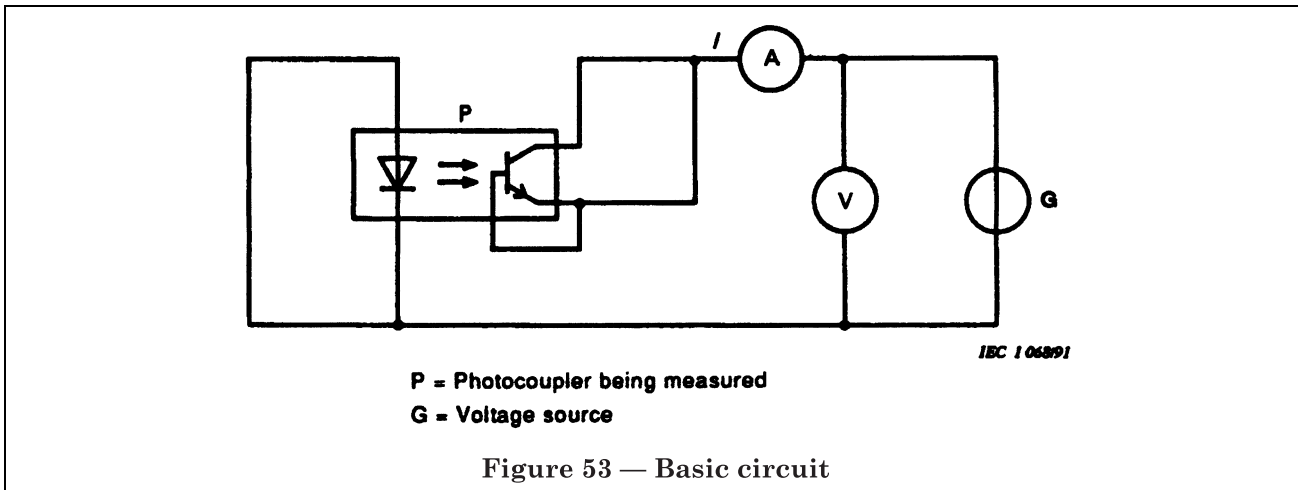 I
A
P
V
G
IEC 1 068/91
P = Photocoupler being measured
G = Voltage source
Figure 53 — Basic circuit